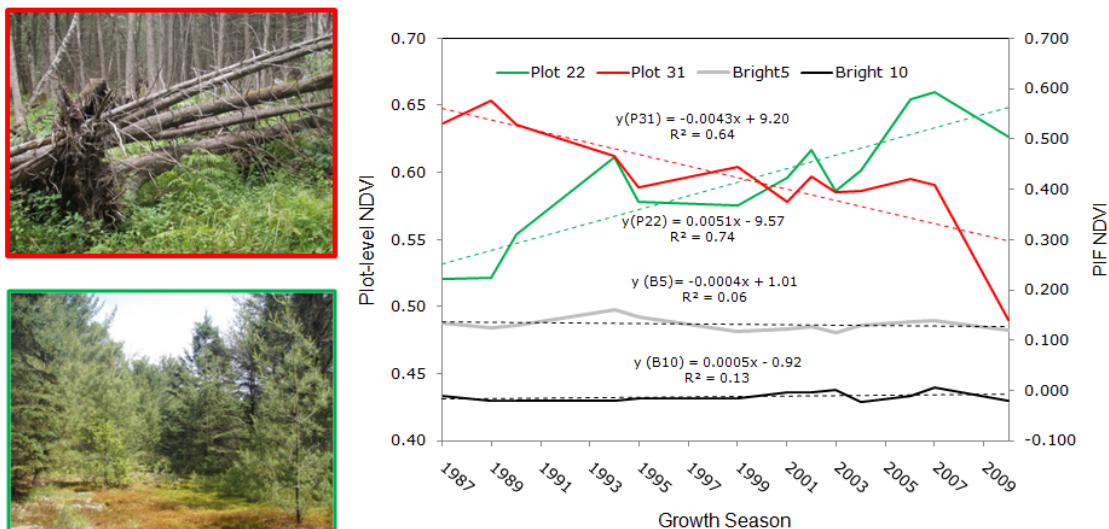 0.70
0.65
0.60
0.55
0.50
0.45
0.40
Plot-level NDVI
Plot 22 Plot 31 Bright5 Bright 10
y(P31) = -0.0043x + 9.20
R² = 0.64
y(P22) = 0.0051x - 9.57
R² = 0.74
y (B5)= -0.0004x + 1.01
R² = 0.06
y (B10) = 0.0005x - 0.92
R² = 0.13
0.700
0.600
0.500
0.400
0.300
0.200
0.100
0.000
-0.100
PIF NDVI
1987 1989 1991 1993 1995 1997 1999 2001 2003 2005 2007 2009
Growth Season